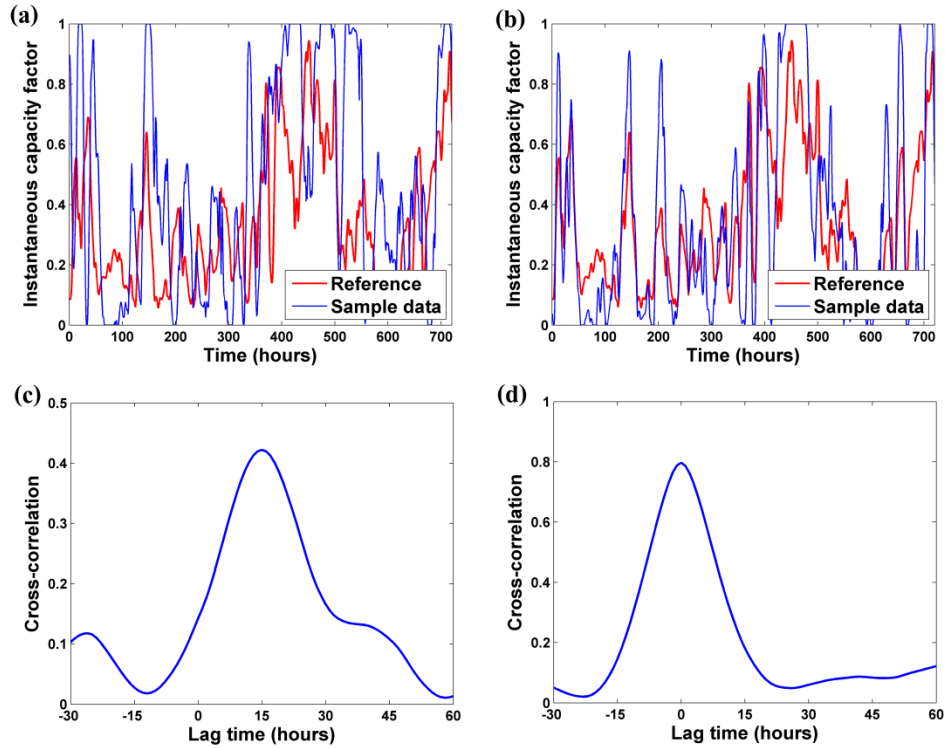 (a)
Instantaneous capacity factor
1
0.8
0.6
0.4
0.2
0
0 100 200 300 400 500 600 700
Time (hours)
Reference
Sample data
(b)
Instantaneous capacity factor
1
0.8
0.6
0.4
0.2
0
0 100 200 300 400 500 600 700
Time (hours)
Reference
Sample data
(c)
Cross-correlation
0.5
0.4
0.3
0.2
0.1
0
-30 -15 0 15 30 45 60
Lag time (hours)
(d)
Cross-correlation
1
0.8
0.6
0.4
0.2
0
-30 -15 0 15 30 45 60
Lag time (hours)